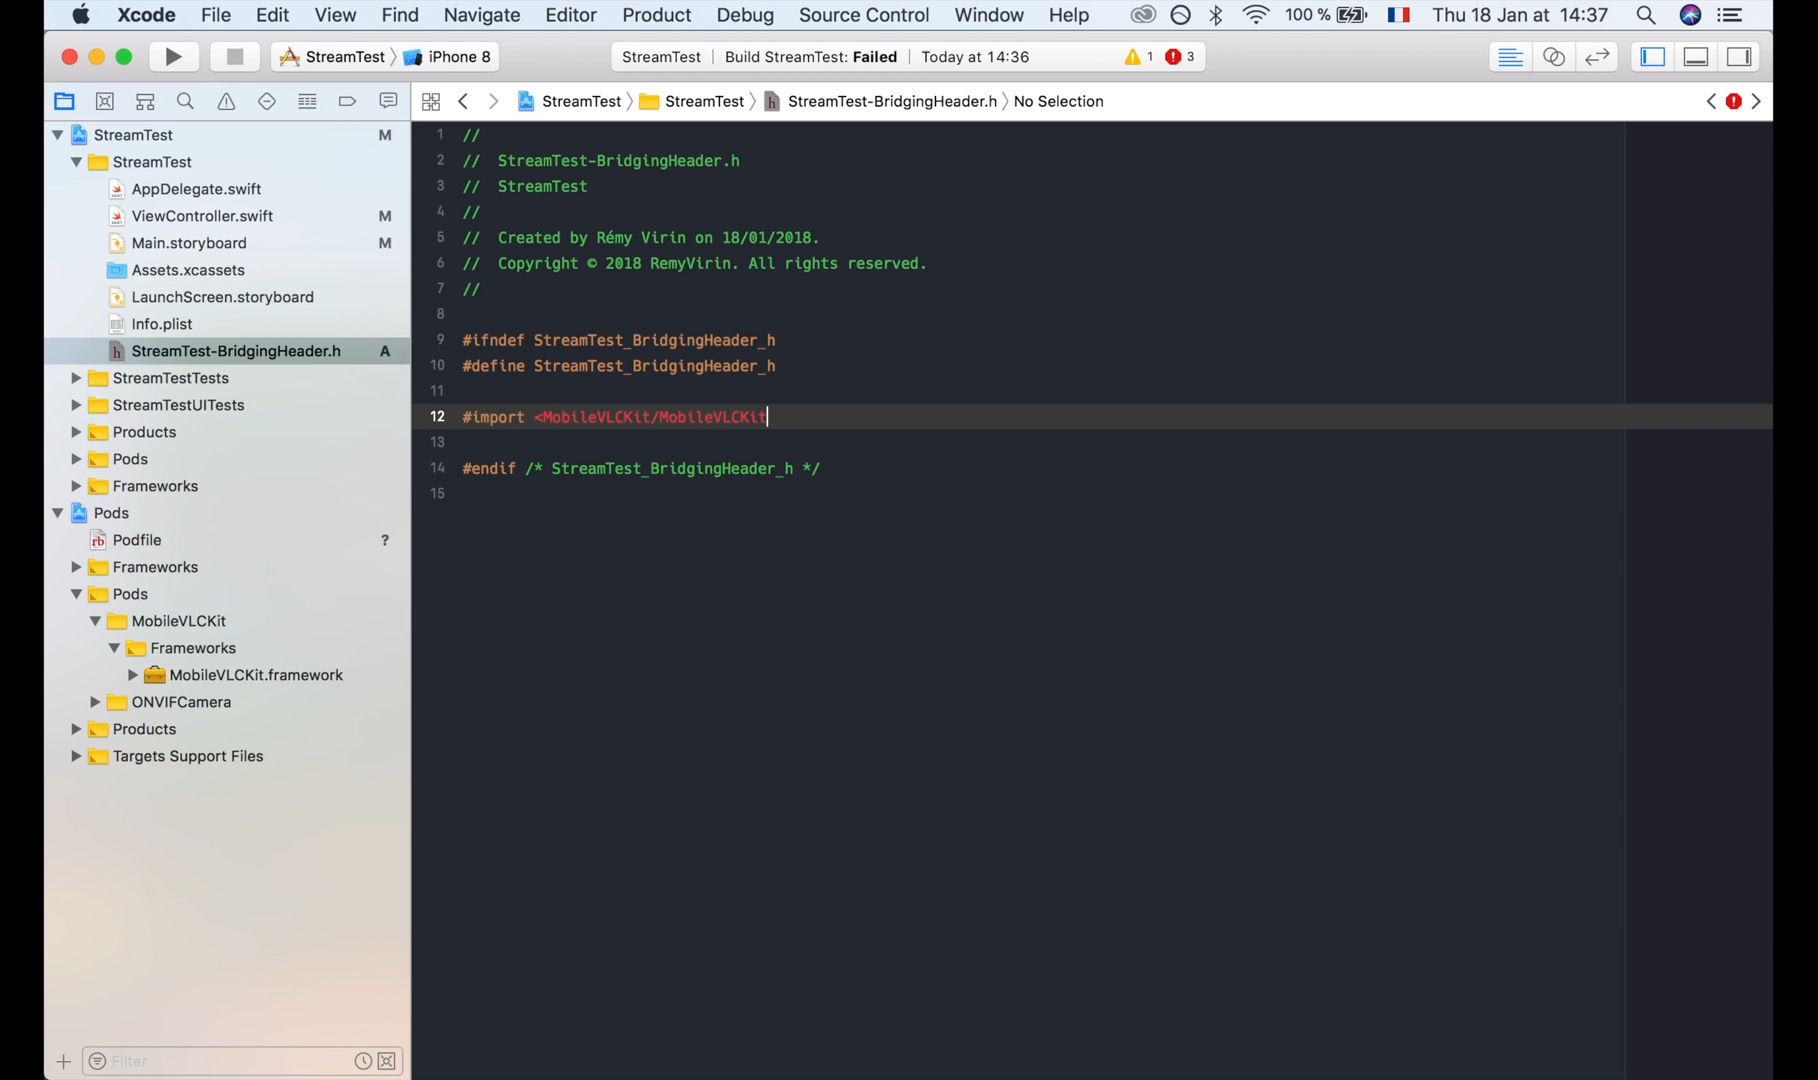 Xcode File Edit View Find Navigate Editor Product Debug Source Control Window Help 100 % Thu 18 Jan at 14:37
StreamTest iPhone 8 StreamTest Build StreamTest: Failed Today at 14:36 1 3
StreamTest StreamTest h StreamTest-BridgingHeader.h No Selection
StreamTest M
StreamTest
AppDelegate.swift
ViewController.swift M
Main.storyboard M
Assets.xcassets
LaunchScreen.storyboard
Info.plist
h StreamTest-BridgingHeader.h A
StreamTestTests
StreamTestUITests
Products
Pods
Frameworks
Pods
rb Podfile ?
Frameworks
Pods
MobileVLCKit
Frameworks
MobileVLCKit.framework
ONVIFCamera
Products
Targets Support Files
Filter
1 //
2 // StreamTest-BridgingHeader.h
3 // StreamTest
4 //
5 // Created by Rémy Virin on 18/01/2018.
6 // Copyright © 2018 RemyVirin. All rights reserved.
7 //
8
9 #ifndef StreamTest_BridgingHeader_h
10 #define StreamTest_BridgingHeader_h
11
12 #import <MobileVLCKit/MobileVLCKit
13
14 #endif /* StreamTest_BridgingHeader_h */
15